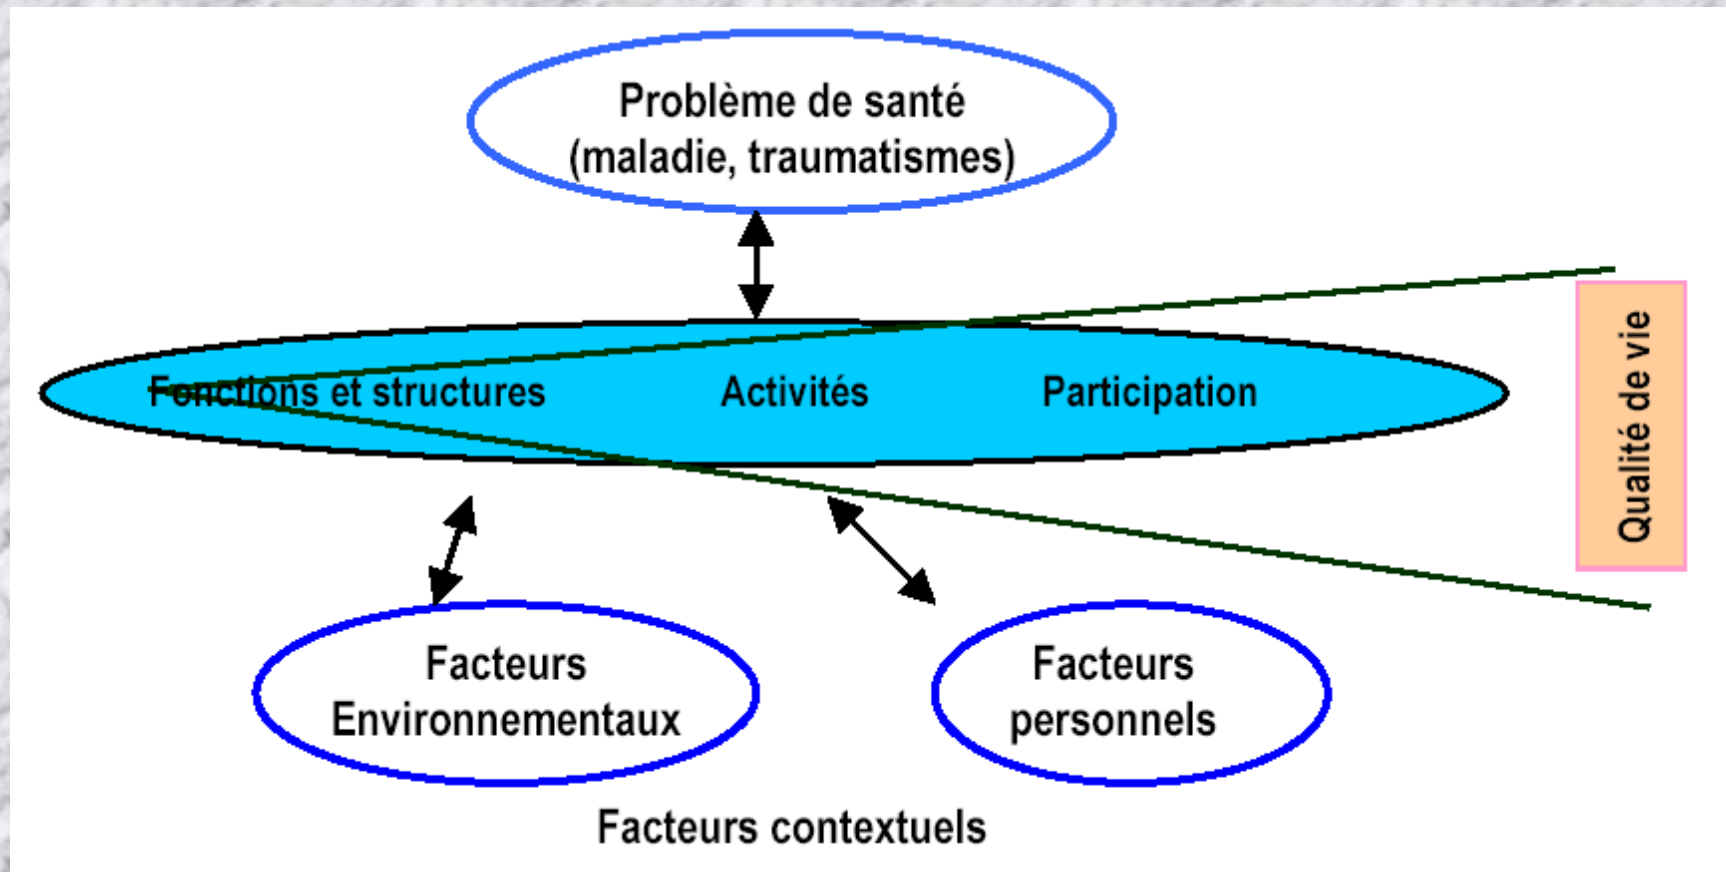 Problème de santé
(maladie, traumatismes)
Fonctions et structures Activités Participation
Qualité de vie
Facteurs
Environnementaux
Facteurs
personnels
Facteurs contextuels